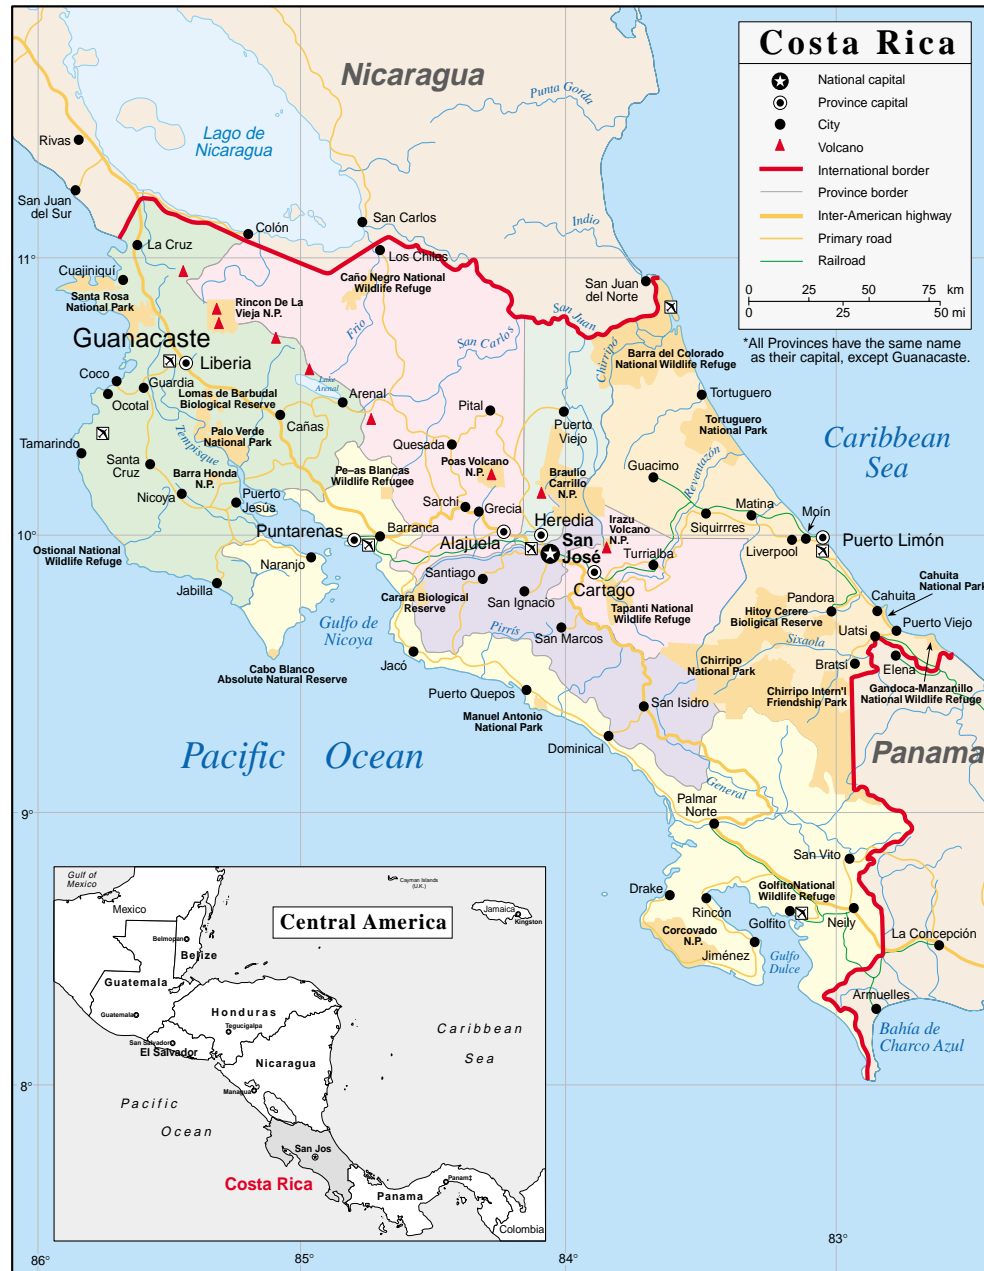 Costa Rica
National capital
Province capital
City
Volcano
International border
Province border
Inter-American highway
Primary road
Railroad
0 25 50 75 km
0 25 50 mi
*All Provinces have the same name
as their capital, except Guanacaste.
Nicaragua
Punta Gorda
Lago de
Nicaragua
Rivas
San Juan
del Sur
Colón
San Carlos
Indio
La Cruz
Los Chiles
11°
Cuajiniquí
Caño Negro National
Wildlife Refuge
San Juan
del Norte
Santa Rosa
National Park
Rincon De La
Vieja N.P.
San Juan
Frio
San Carlos
Chirripó
Guanacaste
Liberia
Barra del Colorado
National Wildlife Refuge
Coco
Guardia
Lake
Arenal
Arenal
Ocotal
Lomas de Barbudal
Biological Reserve
Cañas
Pital
Puerto
Viejo
Tortuguero
Tortuguero
National Park
Caribbean
Sea
Tempisque
Palo Verde
National Park
Tamarindo
Santa
Cruz
Barra Honda
N.P.
Quesada
Poas Volcano
N.P.
Braulio
Carrillo
N.P.
Guacimo
Reventazón
Pe–as Blancas
Wildlife Refugee
Nicoya
Puerto
Jesús
Sarchi
Grecia
Matina
Moín
Siquirrres
Puntarenas
Barranca
Alajuela
Heredia
San
José
Irazu
Volcano
N.P.
Turrialba
Liverpool
Puerto Limón
10°
Ostional National
Wildlife Refuge
Naranjo
Santiago
Cartago
Jabilla
Carara Biological
Reserve
San Ignacio
Tapanti National
Wildlife Refuge
Pandora
Cahuita
Cahuita
National Park
Hitoy Cerere
Bioligical Reserve
Gulfo de
Nicoya
Pirrís
San Marcos
Sixaola
Uatsi
Puerto Viejo
Cabo Blanco
Absolute Natural Reserve
Jacó
Chirripo
National Park
Bratsi
Elena
Puerto Quepos
Manuel Antonio
National Park
San Isidro
Chirripo Intern'l
Friendship Park
Gandoca-Manzanillo
National Wildlife Refuge
Pacific Ocean
Dominical
Panama
General
9°
Palmar
Norte
San Vito
Drake
Rincón
GolfitoNational
Wildlife Refuge
Golfito
Neily
Corcovado
N.P.
Jiménez
Gulfo
Dulce
La Concepción
Armuelles
Bahía de
Charco Azul
8°
Gulf of
Mexico
Cayman Islands
(U.K.)
Mexico
Central America
Jamaica
Kingston
Belmopan
Belize
Guatemala
Guatemala
Honduras
Tegucigalpa
San Salvador
El Salvador
Caribbean
Sea
Nicaragua
Managua
Pacific
Ocean
San Jos
Costa Rica
Panama
Panam‡
Colombia
86°
85°
84°
83°